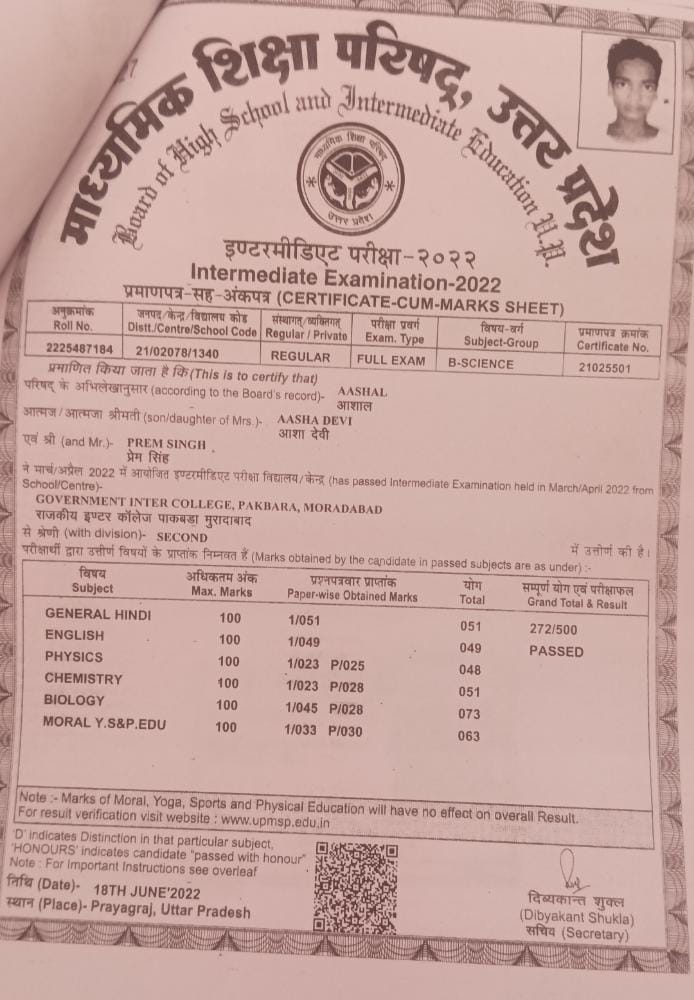 माध्यमिक शिक्षा परिषद्, उत्तर प्रदेश
Board of High School and Intermediate Education U.P.
माध्यमिक शिक्षा परिषद
उत्तर प्रदेश
इण्टरमीडिएट परीक्षा-२०२२
Intermediate Examination-2022
प्रमाणपत्र-सह-अंकपत्र (CERTIFICATE-CUM-MARKS SHEET)
अनुक्रमांक जनपद/केन्द्र/विद्यालय कोड संस्थागत/व्यक्तिगत परीक्षा प्रवर्ग विषय-वर्ग प्रमाणपत्र क्रमांक
Roll No. Distt./Centre/School Code Regular / Private Exam. Type Subject-Group Certificate No.
2225487184 21/02078/1340 REGULAR FULL EXAM B-SCIENCE 21025501
प्रमाणित किया जाता है कि (This is to certify that)
परिषद् के अभिलेखानुसार (according to the Board's record)- AASHAL
आशाल
आत्मज/आत्मजा श्रीमती (son/daughter of Mrs.)- AASHA DEVI
आशा देवी
एवं श्री (and Mr.)- PREM SINGH
प्रेम सिंह
ने मार्च/अप्रैल 2022 में आयोजित इण्टरमीडिएट परीक्षा विद्यालय/केन्द्र (has passed Intermediate Examination held in March/April 2022 from
School/Centre)-
GOVERNMENT INTER COLLEGE, PAKBARA, MORADABAD
राजकीय इण्टर कॉलेज पाकबड़ा मुरादाबाद
से श्रेणी (with division)- SECOND में उत्तीर्ण की है।
परीक्षार्थी द्वारा उत्तीर्ण विषयों के प्राप्तांक निम्नवत हैं (Marks obtained by the candidate in passed subjects are as under) :-
विषय अधिकतम अंक प्रश्नपत्रवार प्राप्तांक योग सम्पूर्ण योग एवं परीक्षाफल
Subject Max. Marks Paper-wise Obtained Marks Total Grand Total & Result
GENERAL HINDI 100 1/051 051 272/500
ENGLISH 100 1/049 049 PASSED
PHYSICS 100 1/023 P/025 048
CHEMISTRY 100 1/023 P/028 051
BIOLOGY 100 1/045 P/028 073
MORAL Y.S&P.EDU 100 1/033 P/030 063
Note :- Marks of Moral, Yoga, Sports and Physical Education will have no effect on overall Result.
For result verification visit website : www.upmsp.edu.in
'D' indicates Distinction in that particular subject,
'HONOURS' indicates candidate "passed with honour"
Note : For Important Instructions see overleaf
तिथि (Date)- 18TH JUNE'2022
स्थान (Place)- Prayagraj, Uttar Pradesh
दिब्यकान्त शुक्ल
(Dibyakant Shukla)
सचिव (Secretary)